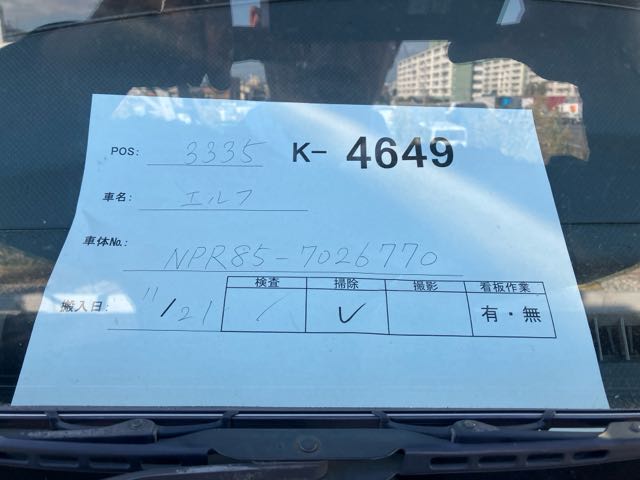 POS: 3335 K- 4649
車名: エルフ
車体No.: NPR85-7026770
検査 掃除 撮影 看板作業
搬入日: 11/21 / ✓ 有・無